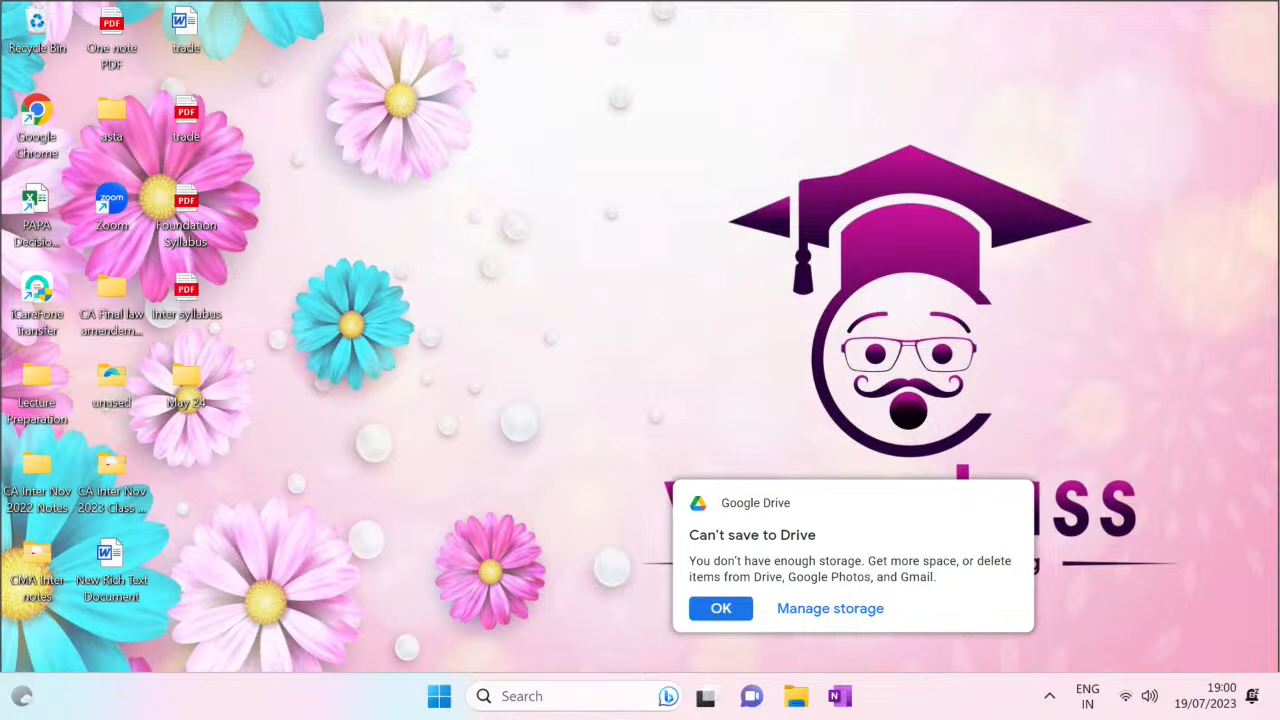 Recycle Bin
One note
PDF
trade
Google
Chrome
asta
trade
PAPA
Decisio...
Zoom
Foundation
Syllabus
iCareFone
Transfer
CA Final law
amendem...
Inter syllabus
Lecture
Preparation
unused
May 24
CA Inter Nov
2022 Notes
CA Inter Nov
2023 Class ...
CMA Inter
notes
New Rich Text
Document
Google Drive
Can't save to Drive
You don't have enough storage. Get more space, or delete
items from Drive, Google Photos, and Gmail.
OK
Manage storage
Search
ENG
IN
19:00
19/07/2023